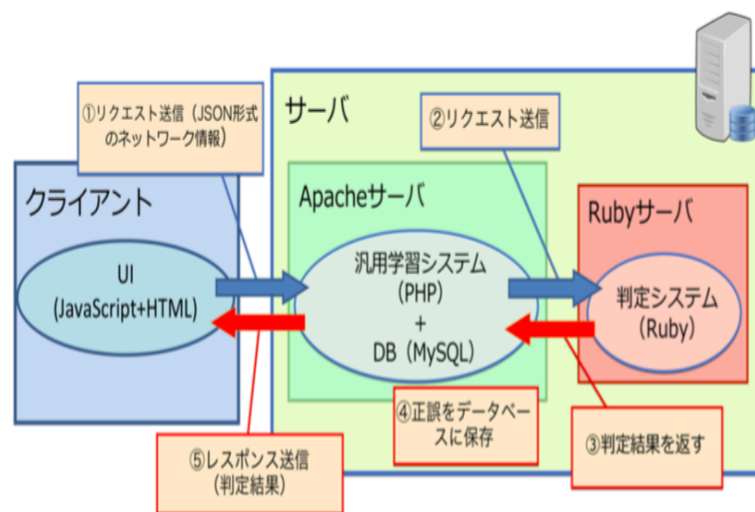 ①リクエスト送信（JSON形式
のネットワーク情報）
サーバ
②リクエスト送信
クライアント
Apacheサーバ
Rubyサーバ
UI
(JavaScript+HTML)
汎用学習システム
（PHP）
+
DB（MySQL）
判定システム
（Ruby）
④正誤をデータベー
スに保存
③判定結果を返す
⑤レスポンス送信
（判定結果）